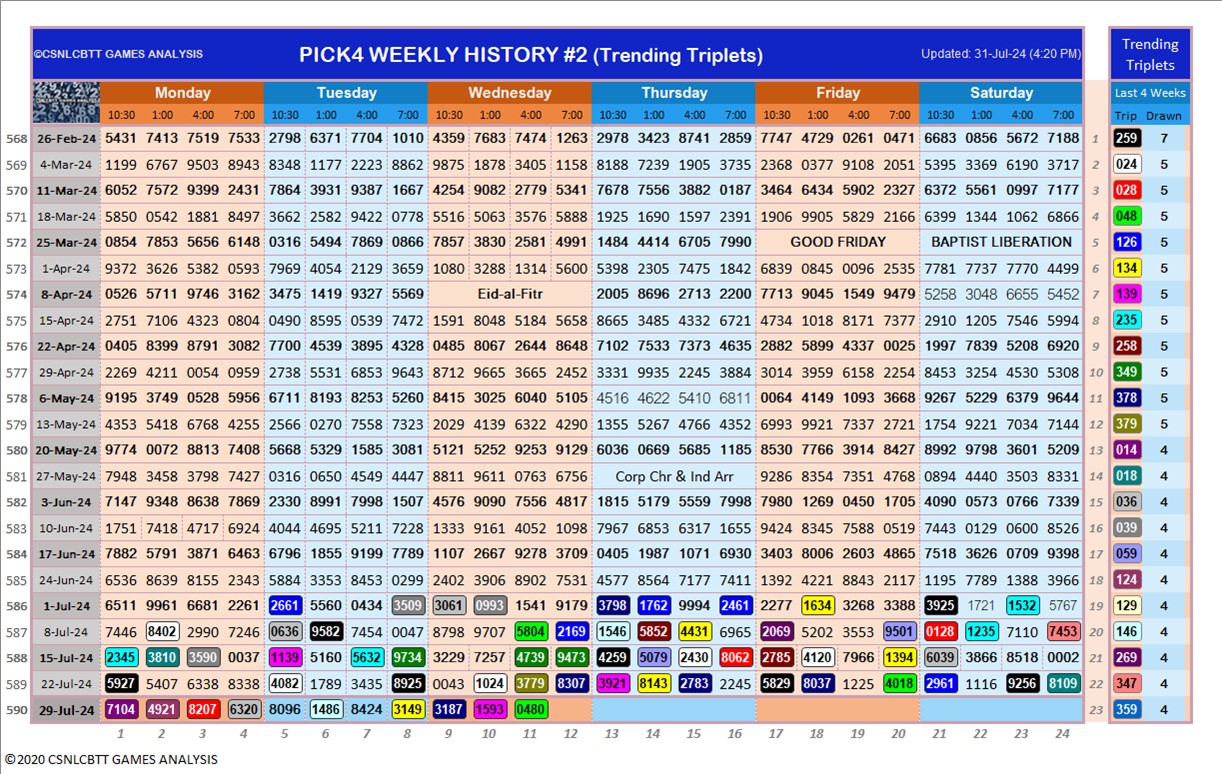 ©CSNLCBTT GAMES ANALYSIS PICK4 WEEKLY HISTORY #2 (Trending Triplets) Updated: 31-Jul-24 (4:20 PM) Trending Triplets
Monday Tuesday Wednesday Thursday Friday Saturday Last 4 Weeks
10:30 1:00 4:00 7:00 10:30 1:00 4:00 7:00 10:30 1:00 4:00 7:00 10:30 1:00 4:00 7:00 10:30 1:00 4:00 7:00 10:30 1:00 4:00 7:00 Trip Drawn
568 26-Feb-24 5431 7413 7519 7533 2798 6371 7704 1010 4359 7683 7474 1263 2978 3423 8741 2859 7747 4729 0261 0471 6683 0856 5672 7188 1 259 7
569 4-Mar-24 1199 6767 9503 8943 8348 1177 2223 8862 9875 1878 3405 1158 8188 7239 1905 3735 2368 0377 9108 2051 5395 3369 6190 3717 2 024 5
570 11-Mar-24 6052 7572 9399 2431 7864 3931 9387 1667 4254 9082 2779 5341 7678 7556 3882 0187 3464 6434 5902 2327 6372 5561 0997 7177 3 028 5
571 18-Mar-24 5850 0542 1881 8497 3662 2582 9422 0778 5516 5063 3576 5888 1925 1690 1597 2391 1906 9905 5829 2166 6399 1344 1062 6866 4 048 5
572 25-Mar-24 0854 7853 5656 6148 0316 5494 7869 0866 7857 3830 2581 4991 1484 4414 6705 7990 GOOD FRIDAY BAPTIST LIBERATION 5 126 5
573 1-Apr-24 9372 3626 5382 0593 7969 4054 2129 3659 1080 3288 1314 5600 5398 2305 7475 1842 6839 0845 0096 2535 7781 7737 7770 4499 6 134 5
574 8-Apr-24 0526 5711 9746 3162 3475 1419 9327 5569 Eid-al-Fitr 2005 8696 2713 2200 7713 9045 1549 9479 5258 3048 6655 5452 7 139 5
575 15-Apr-24 2751 7106 4323 0804 0490 8595 0539 7472 1591 8048 5184 5658 8665 3485 4332 6721 4734 1018 8171 7377 2910 1205 7546 5994 8 235 5
576 22-Apr-24 0405 8399 8791 3082 7700 4539 3895 4320 0485 8067 2644 8648 7102 7533 7373 4635 2882 5899 4337 0025 1997 7839 5208 6920 9 258 5
577 29-Apr-24 2269 4211 0054 0959 2738 5531 6853 9643 8712 9665 3665 2452 3331 9935 2245 3884 3014 3959 6158 2254 8453 3254 4530 5308 10 349 5
578 6-May-24 9195 3749 0528 5956 6711 8193 8253 5260 8415 3025 6040 5105 4516 4622 5410 6811 0064 4149 1093 3668 9267 5229 6379 9644 11 378 5
579 13-May-24 4353 5418 6768 4255 2566 0270 7558 7323 2029 4139 6322 4290 1355 5267 4766 4352 6993 9921 7337 2721 1754 9221 7034 7144 12 379 5
580 20-May-24 9774 0072 8813 7408 5668 5329 1585 3081 5121 5252 9253 9129 6036 0669 5685 1185 8530 7766 3914 8427 8992 9798 3601 5209 13 014 4
581 27-May-24 7948 3458 3798 7427 0316 0650 4549 4447 8811 9611 0763 6756 Corp Chr & Ind Arr 9286 8354 7351 4768 0894 4440 3503 8331 14 018 4
582 3-Jun-24 7147 9348 8638 7869 2330 8991 7998 1507 4576 9090 7556 4817 1815 5179 5559 7998 7980 1269 0450 1705 4090 0573 0766 7339 15 036 4
583 10-Jun-24 1751 7418 4717 6924 4044 4695 5211 7228 1333 9161 4052 1098 7967 6853 6317 1655 9424 8345 7588 0519 7443 0129 0600 8526 16 039 4
584 17-Jun-24 7882 5791 3871 6463 6796 1855 9199 7789 1107 2667 9278 3709 0405 1987 1071 6930 3403 8006 2603 4865 7518 3626 0709 9398 17 059 4
585 24-Jun-24 6536 8639 8155 2343 5884 3353 8453 0299 2402 3906 8902 7531 4577 8564 7177 7411 1392 4221 8843 2117 1195 7789 1388 3966 18 124 4
586 1-Jul-24 6511 9961 6681 2261 2661 5560 0434 3509 3061 0993 1541 9179 3798 1762 9994 2461 2277 1634 3268 3388 3925 1721 1532 5767 19 129 4
587 8-Jul-24 7446 8402 2990 7246 0636 9582 7454 0047 8798 9707 5804 2169 1546 5852 4431 6965 2069 5202 3553 9501 0128 1235 7110 7453 20 146 4
588 15-Jul-24 2345 3810 3590 0037 1139 5160 5632 9734 3229 7257 4739 9473 4259 5079 2430 8062 2785 4120 7966 1394 6039 3866 8518 0002 21 269 4
589 22-Jul-24 5927 5407 6335 8338 4082 1789 3435 8925 0043 1024 3779 8307 3921 8143 2783 2245 5829 8037 1225 4018 2961 1116 9256 8109 22 347 4
590 29-Jul-24 7104 4921 8207 6320 8096 1486 8424 3149 3187 1593 0480 23 359 4
1 2 3 4 5 6 7 8 9 10 11 12 13 14 15 16 17 18 19 20 21 22 23 24
©2020 CSNLCBTT GAMES ANALYSIS